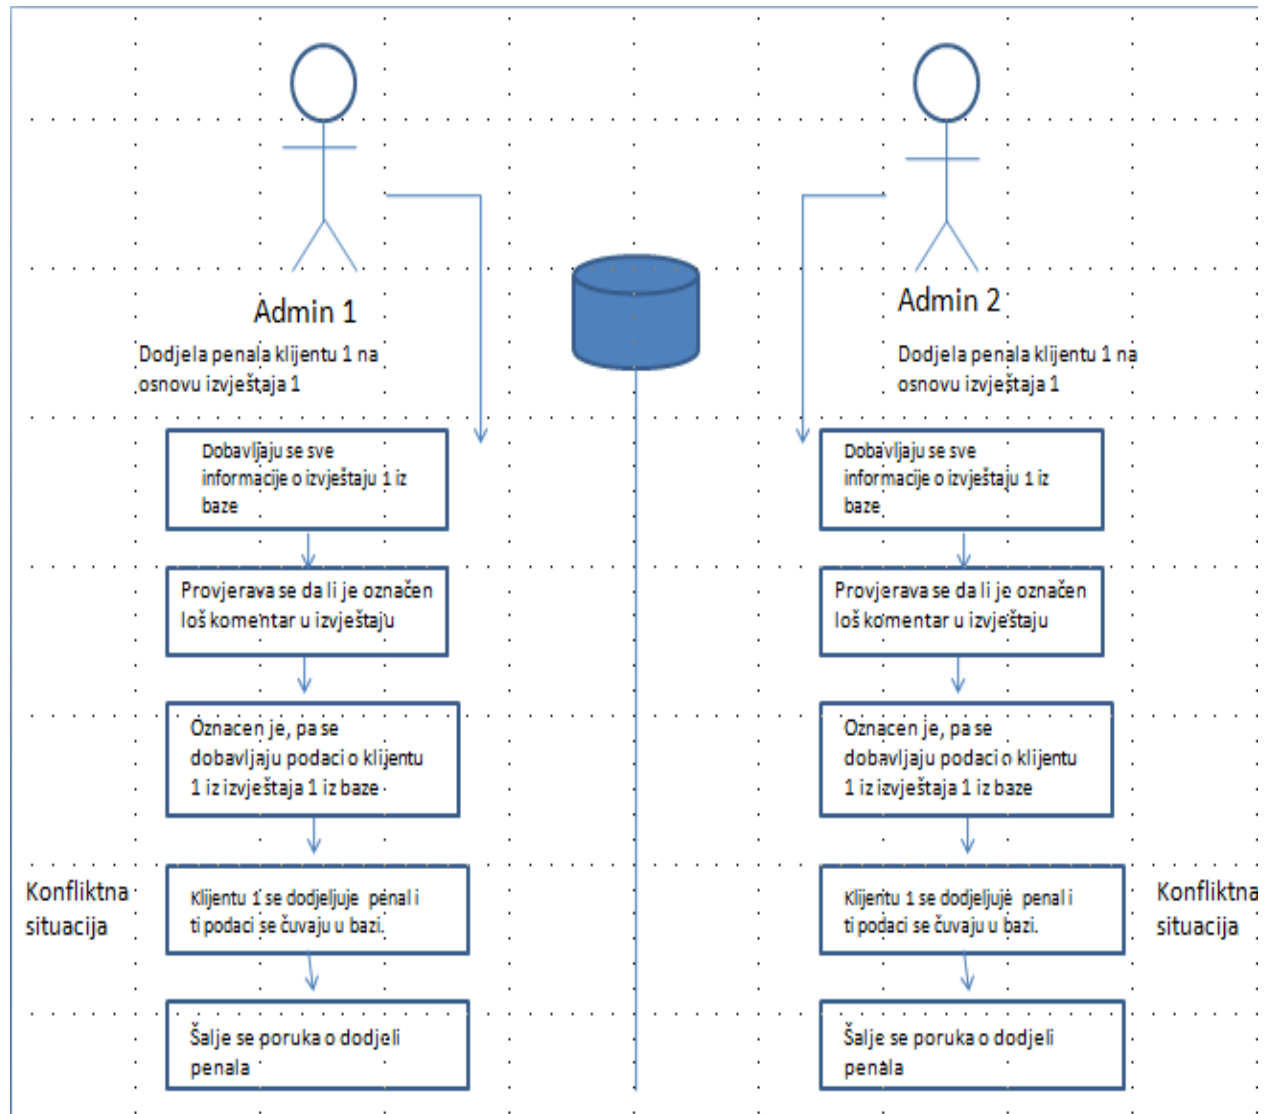 Admin 1
Dodjela penala klijentu 1 na
osnovu izvještaja 1
Dobavljaju se sve
informacije o izvještaju 1 iz
baze
Provjerava se da li je označen
loš komentar u izvještaju
Oznacen je, pa se
dobavljaju podaci o klijentu
1 iz izvještaja 1 iz baze
Konfliktna
situacija
Klijentu 1 se dodjeljuje penal i
ti podaci se čuvaju u bazi.
Šalje se poruka o dodjeli
penala
Admin 2
Dodjela penala klijentu 1 na
osnovu izvještaja 1
Dobavljaju se sve
informacije o izvještaju 1 iz
baze
Provjerava se da li je označen
loš komentar u izvještaju
Oznacen je, pa se
dobavljaju podaci o klijentu
1 iz izvještaja 1 iz baze
Klijentu 1 se dodjeljuje penal i
ti podaci se čuvaju u bazi.
Konfliktna
situacija
Šalje se poruka o dodjeli
penala